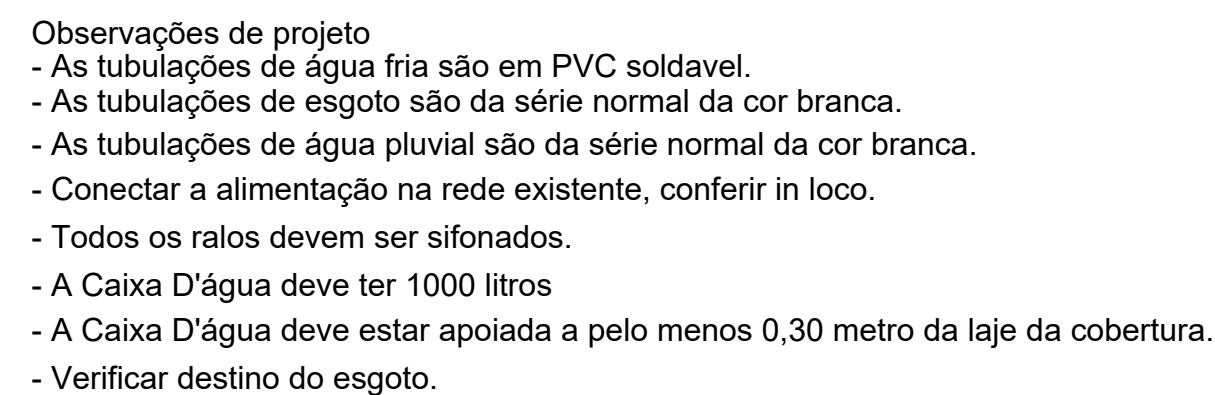 Observações de projeto
- As tubulações de água fria são em PVC soldavel.
- As tubulações de esgoto são da série normal da cor branca.
- As tubulações de água pluvial são da série normal da cor branca.
- Conectar a alimentação na rede existente, conferir in loco.
- Todos os ralos devem ser sifonados.
- A Caixa D'água deve ter 1000 litros
- A Caixa D'água deve estar apoiada a pelo menos 0,30 metro da laje da cobertura.
- Verificar destino do esgoto.